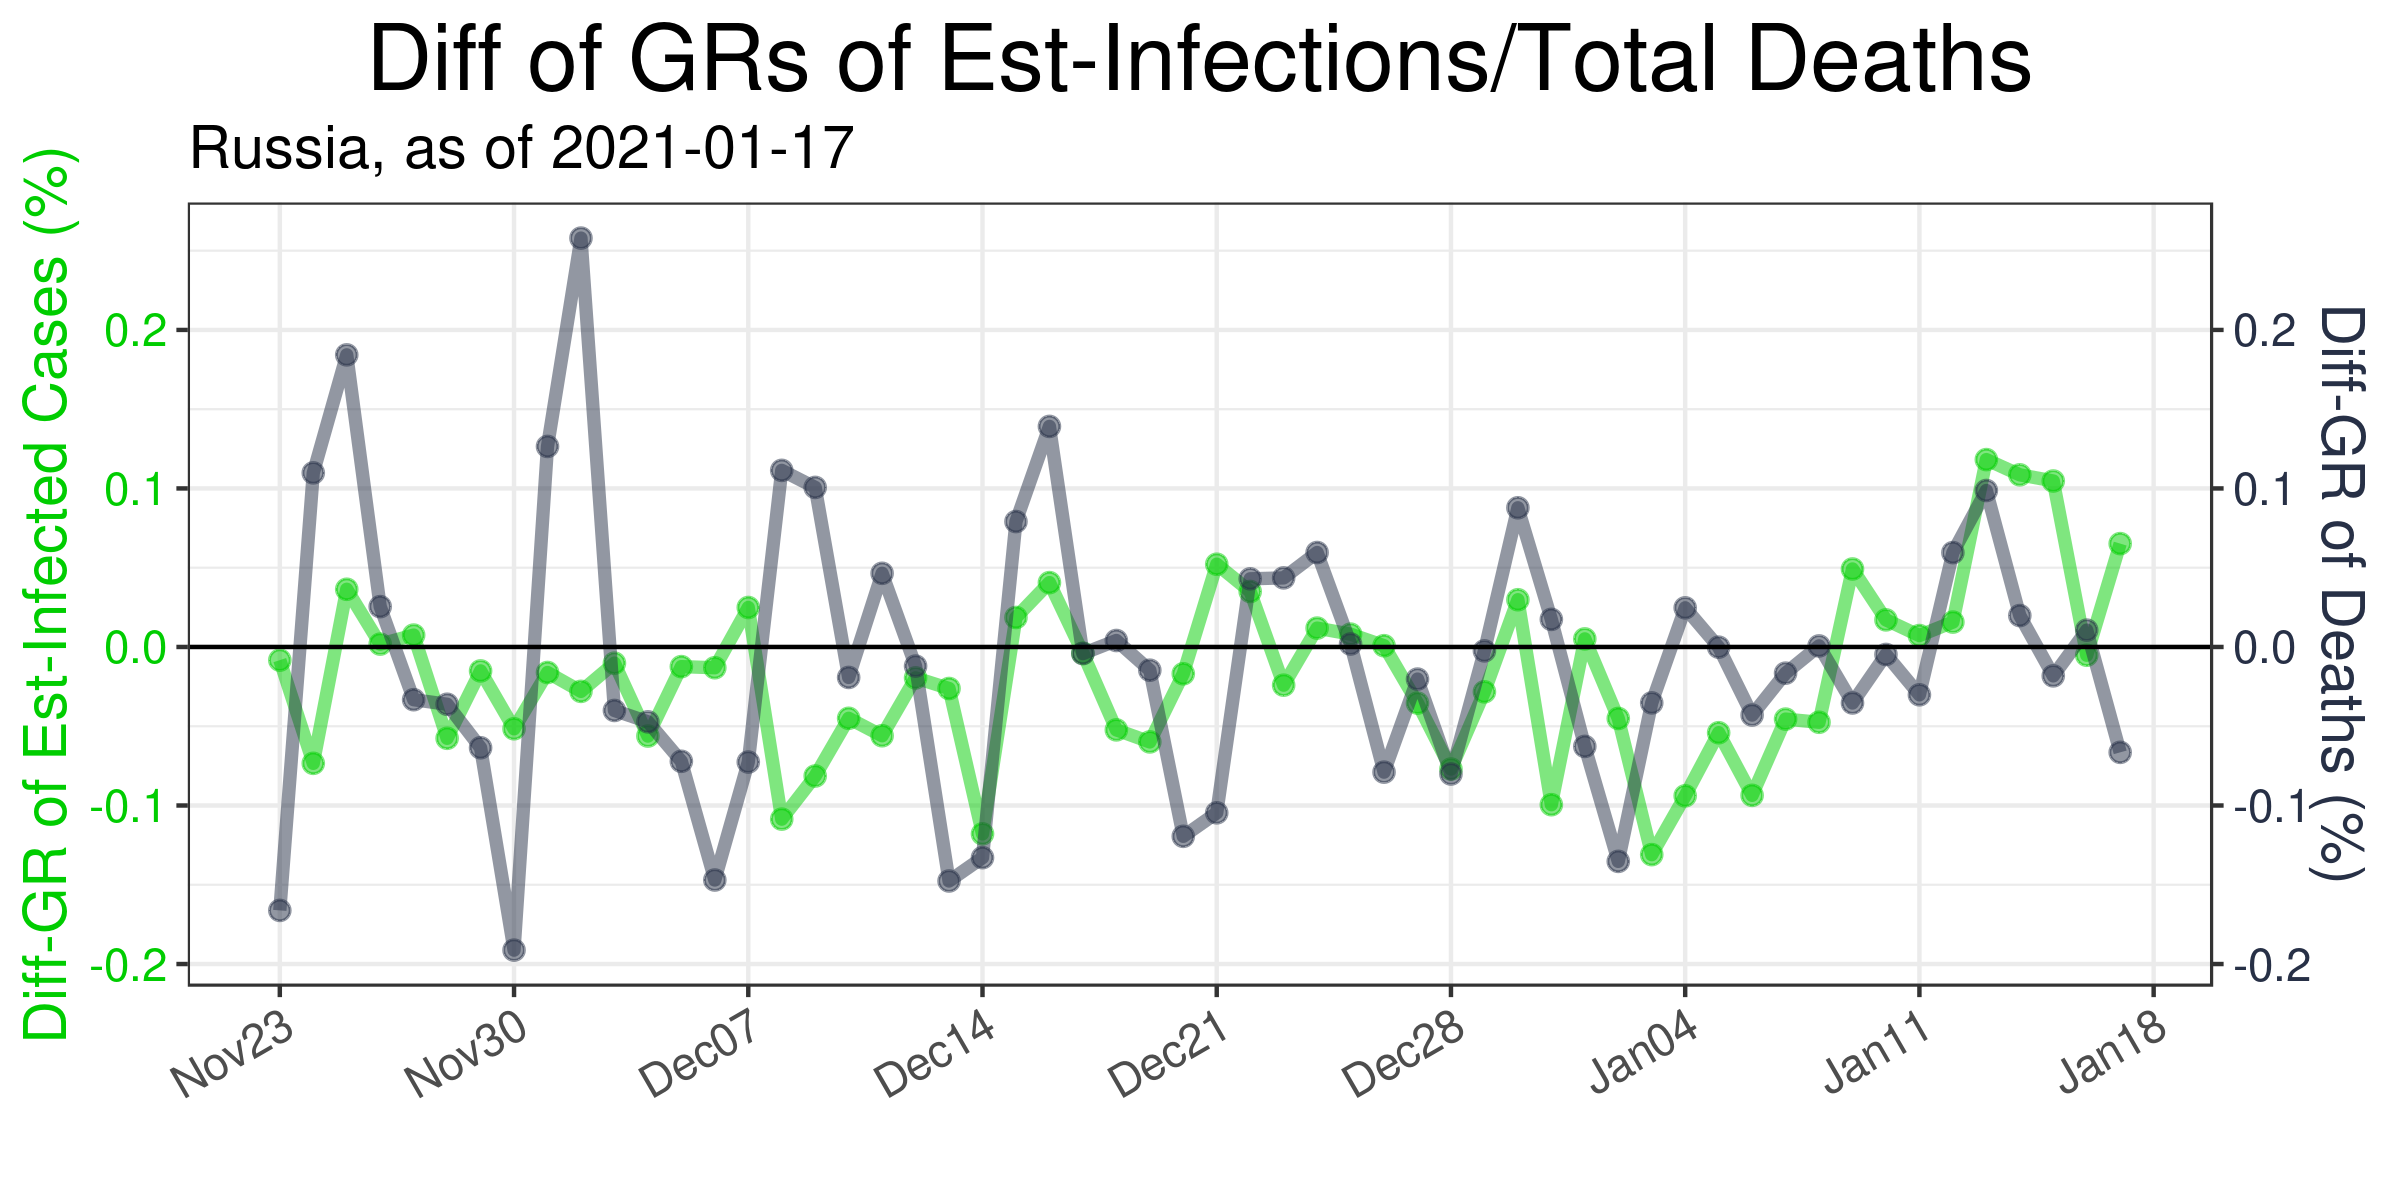 Diff of GRs of Est-Infections/Total Deaths
Russia, as of 2021-01-17
Diff-GR of Est-Infected Cases (%)
0.2
0.1
0.0
-0.1
-0.2
0.2
0.1
0.0
-0.1
-0.2
Diff-GR of Deaths (%)
Nov23
Nov30
Dec07
Dec14
Dec21
Dec28
Jan04
Jan11
Jan18